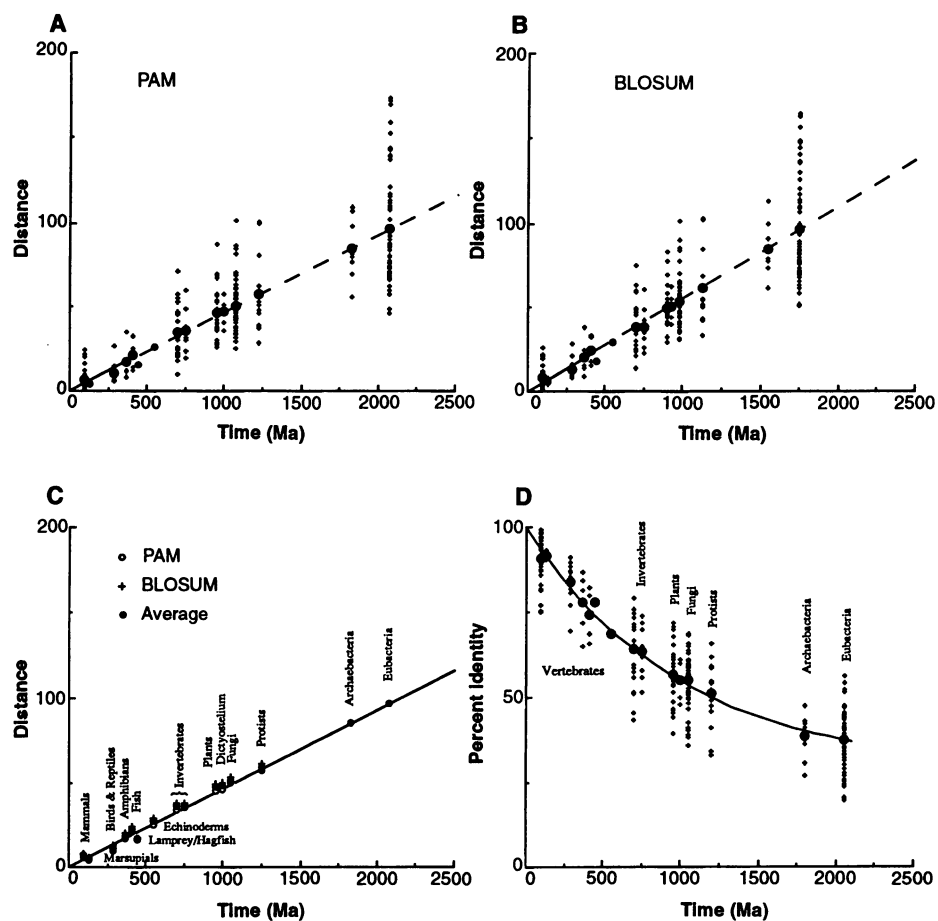 A
B
200
PAM
100
Distance
0
0 500 1000 1500 2000 2500
Time (Ma)
200
BLOSUM
100
Distance
0
0 500 1000 1500 2000 2500
Time (Ma)
C
D
200
PAM
BLOSUM
Average
100
Distance
0
Mammals
Birds & Reptiles
Amphibians
Fish
} Invertebrates
Plants
Dictyostelium
Fungi
Protists
Archaebacteria
Eubacteria
Echinoderms
Lamprey/Hagfish
Marsupials
0 500 1000 1500 2000 2500
Time (Ma)
100
50
Percent identity
0
Vertebrates
Invertebrates
Plants
Fungi
Protists
Archaebacteria
Eubacteria
0 500 1000 1500 2000 2500
Time (Ma)